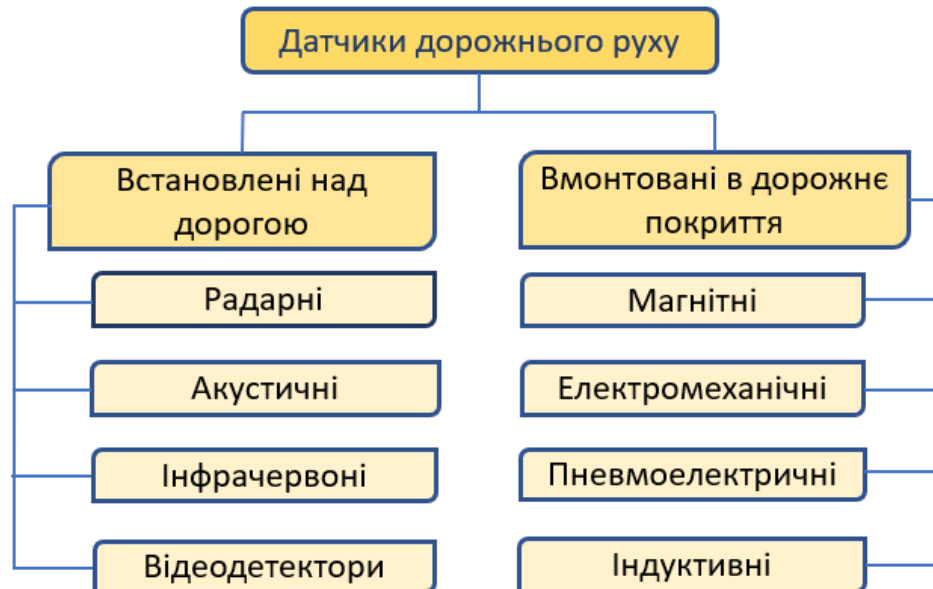 Датчики дорожнього руху
Встановлені над
дорогою
Радарні
Акустичні
Інфрачервоні
Відеодетектори
Вмонтовані в дорожнє
покриття
Магнітні
Електромеханічні
Пневмоелектричні
Індуктивні